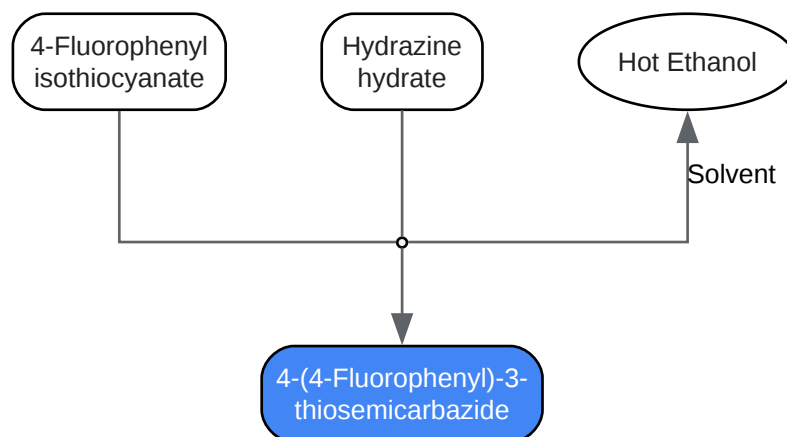 4-Fluorophenyl
isothiocyanate
Hydrazine
hydrate
Hot Ethanol
Solvent
4-(4-Fluorophenyl)-3-
thiosemicarbazide